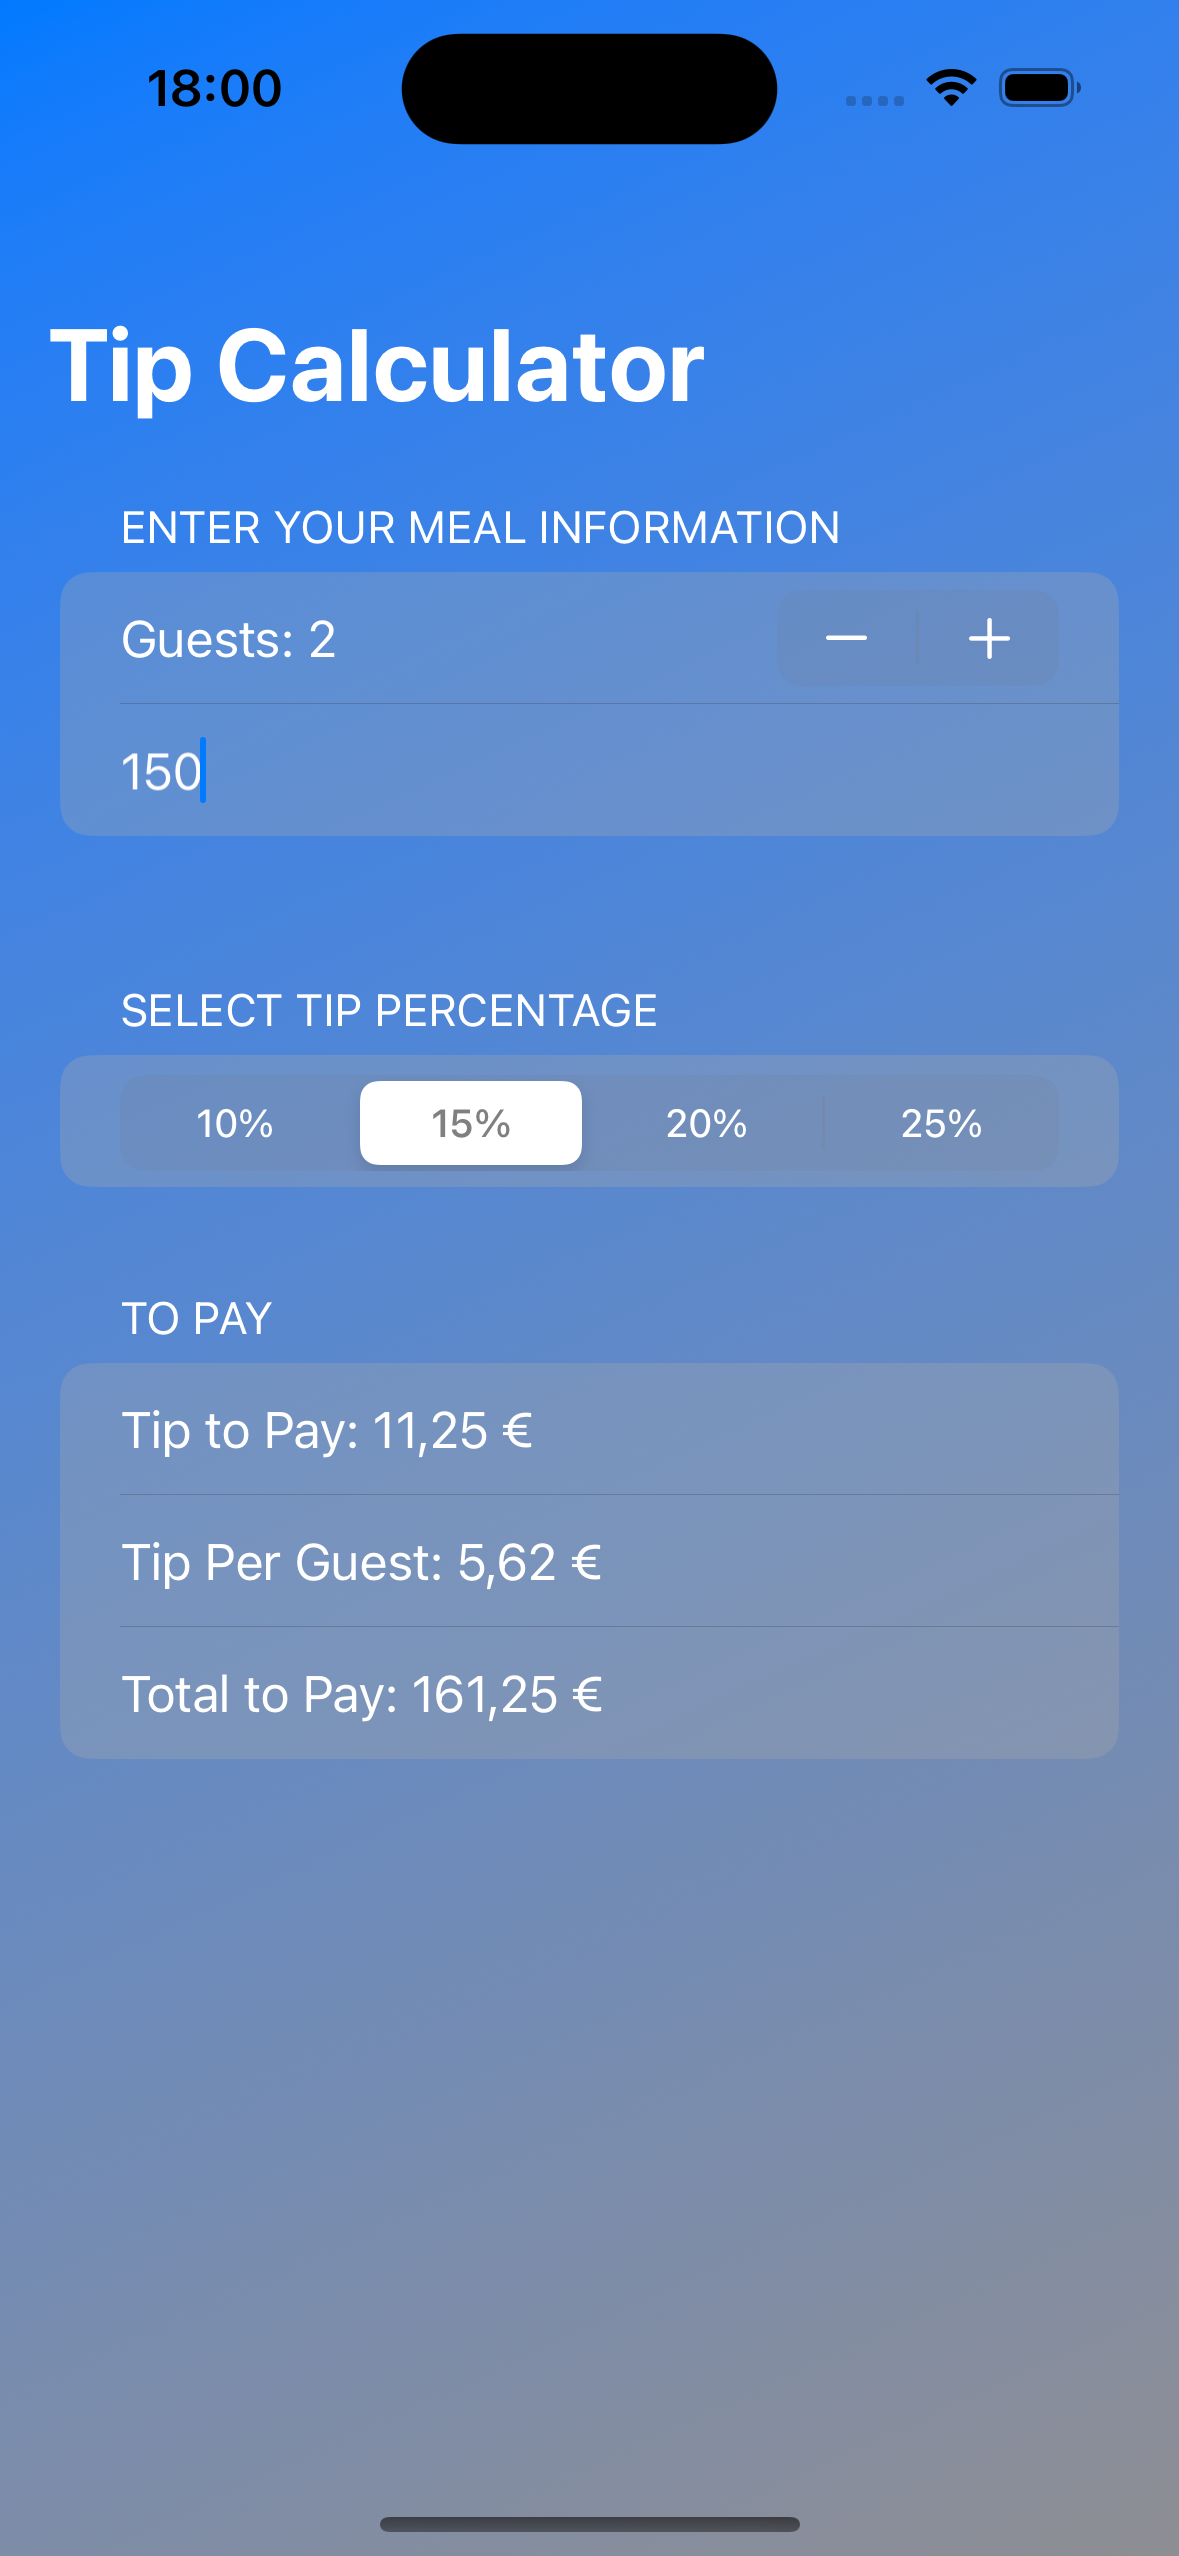 18:00
Tip Calculator
ENTER YOUR MEAL INFORMATION
Guests: 2
150
SELECT TIP PERCENTAGE
10% 15% 20% 25%
TO PAY
Tip to Pay: 11,25 €
Tip Per Guest: 5,62 €
Total to Pay: 161,25 €